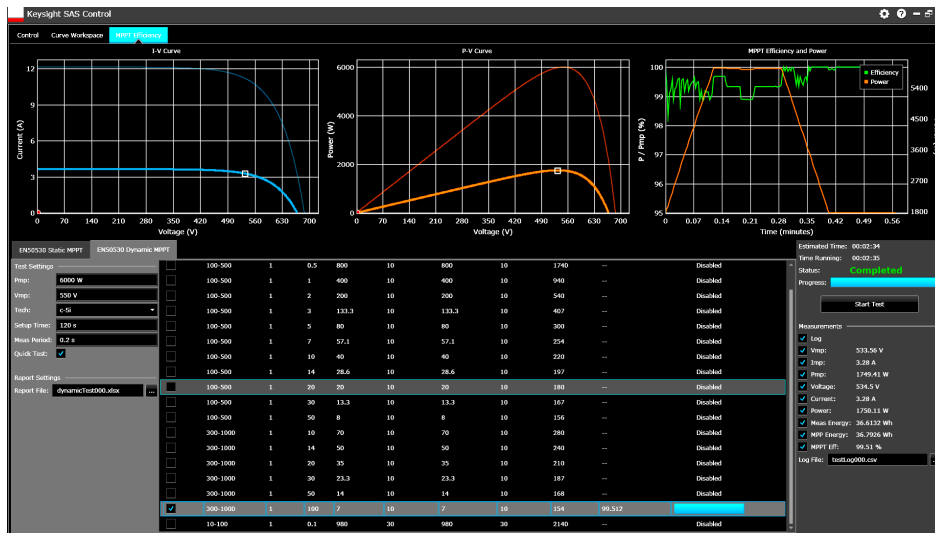 Keysight SAS Control
Control Curve Workspace MPPT Efficiency
I-V Curve
12
9
6
3
0
Current (A)
0 70 140 210 280 350 420 490 560 630 700
Voltage (V)
P-V Curve
6000
4000
2000
0
Power (W)
0 70 140 210 280 350 420 490 560 630 700
Voltage (V)
MPPT Efficiency and Power
100
99
98
97
96
95
P / Pmp (%)
Efficiency
Power
5400
4500
3600
2700
1800
0 0.07 0.14 0.21 0.28 0.35 0.42 0.49 0.56
Time (minutes)
EN50530 Static MPPT EN50530 Dynamic MPPT
Test Settings
Pmp: 6000 W
Vmp: 550 V
Tech: c-Si
Setup Time: 120 s
Meas Period: 0.2 s
Quick Test:
Report Settings
Report File: dynamicTest000.xlsx ...
100-500 1 0.5 800 10 800 10 1740 -- Disabled
100-500 1 1 400 10 400 10 940 -- Disabled
100-500 1 2 200 10 200 10 540 -- Disabled
100-500 1 3 133.3 10 133.3 10 407 -- Disabled
100-500 1 5 80 10 80 10 300 -- Disabled
100-500 1 7 57.1 10 57.1 10 254 -- Disabled
100-500 1 10 40 10 40 10 220 -- Disabled
100-500 1 14 28.6 10 28.6 10 197 -- Disabled
100-500 1 20 20 10 20 10 180 -- Disabled
100-500 1 30 13.3 10 13.3 10 167 -- Disabled
100-500 1 50 8 10 8 10 156 -- Disabled
300-1000 1 10 70 10 70 10 280 -- Disabled
300-1000 1 14 50 10 50 10 240 -- Disabled
300-1000 1 20 35 10 35 10 210 -- Disabled
300-1000 1 30 23.3 10 23.3 10 187 -- Disabled
300-1000 1 50 14 10 14 10 168 -- Disabled
300-1000 1 100 7 10 7 10 154 99.512
10-100 1 0.1 980 30 980 30 2140 -- Disabled
Estimated Time: 00:02:34
Time Running: 00:02:35
Status: Completed
Progress:
Start Test
Measurements
Log
Vmp: 533.56 V
Imp: 3.28 A
Pmp: 1749.41 W
Voltage: 534.5 V
Current: 3.28 A
Power: 1750.11 W
Meas Energy: 36.6132 Wh
MPP Energy: 36.7926 Wh
MPPT Eff: 99.51 %
Log File: testLog000.csv